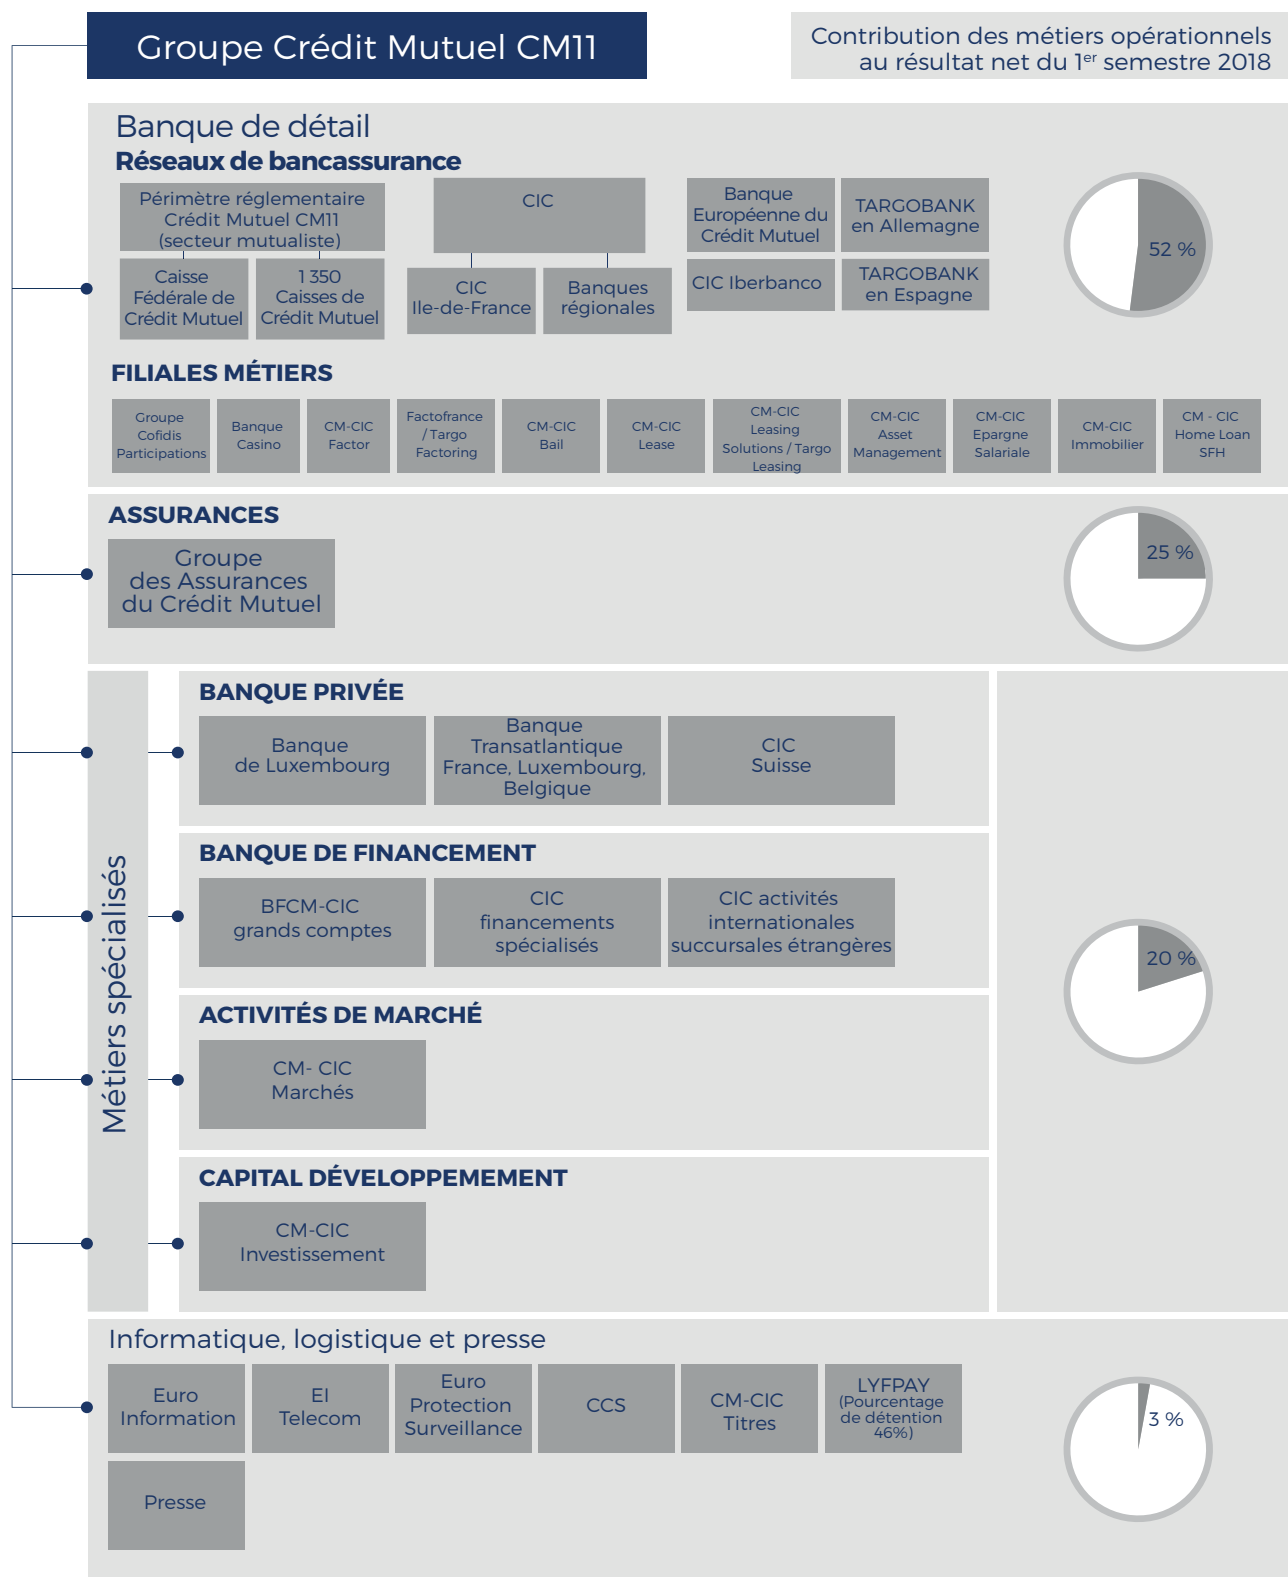 Groupe Crédit Mutuel CM11
Contribution des métiers opérationnels
au résultat net du 1er semestre 2018
Banque de détail
Réseaux de bancassurance
Périmètre réglementaire
Crédit Mutuel CM11
(secteur mutualiste)
Caisse
Fédérale de
Crédit Mutuel
1 350
Caisses de
Crédit Mutuel
CIC
CIC
Ile-de-France
Banques
régionales
Banque
Européenne du
Crédit Mutuel
TARGOBANK
en Allemagne
CIC Iberbanco
TARGOBANK
en Espagne
52 %
FILIALES MÉTIERS
Groupe
Cofidis
Participations
Banque
Casino
CM-CIC
Factor
Factofrance
/ Targo
Factoring
CM-CIC
Bail
CM-CIC
Lease
CM-CIC
Leasing
Solutions / Targo
Leasing
CM-CIC
Asset
Management
CM-CIC
Epargne
Salariale
CM-CIC
Immobilier
CM - CIC
Home Loan
SFH
ASSURANCES
Groupe
des Assurances
du Crédit Mutuel
25 %
Métiers spécialisés
BANQUE PRIVÉE
Banque
de Luxembourg
Banque
Transatlantique
France, Luxembourg,
Belgique
CIC
Suisse
BANQUE DE FINANCEMENT
BFCM-CIC
grands comptes
CIC
financements
spécialisés
CIC activités
internationales
succursales étrangères
20 %
ACTIVITÉS DE MARCHÉ
CM- CIC
Marchés
CAPITAL DÉVELOPPEMEMENT
CM-CIC
Investissement
Informatique, logistique et presse
Euro
Information
EI
Telecom
Euro
Protection
Surveillance
CCS
CM-CIC
Titres
LYFPAY
(Pourcentage
de détention
46%)
Presse
3 %